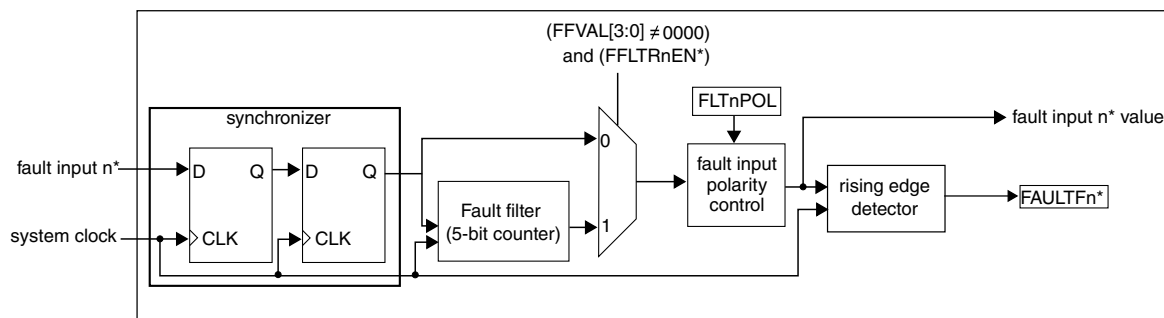 (FFVAL[3:0] ≠ 0000)
and (FFLTRnEN*)
FLTnPOL
synchronizer
fault input n* value
0
fault input n*
D
Q
D
Q
fault input
polarity
control
rising edge
detector
FAULTFn*
Fault filter
(5-bit counter)
1
system clock
CLK
CLK